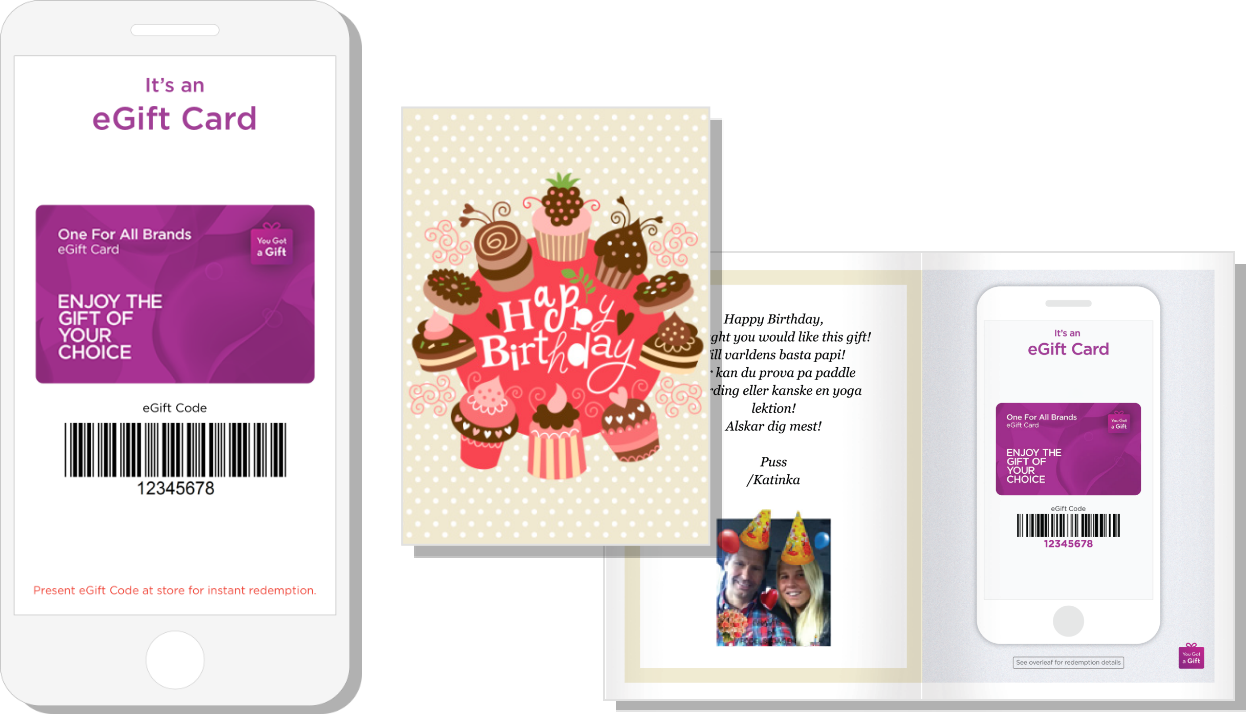 It's an
eGift Card
One For All Brands
eGift Card
You Got
a Gift
ENJOY THE
GIFT OF
YOUR
CHOICE
eGift Code
12345678
Present eGift Code at store for instant redemption.
Happy
Birthday
Happy Birthday,
ght you would like this gift!
ill varldens basta papi!
kan du prova pa paddle
rding eller kanske en yoga
lektion!
Alskar dig mest!
Puss
/Katinka
It's an
eGift Card
One For All Brands
eGift Card
You Got
a Gift
ENJOY THE
GIFT OF
YOUR
CHOICE
eGift Code
12345678
See overleaf for redemption details
You Got
a Gift